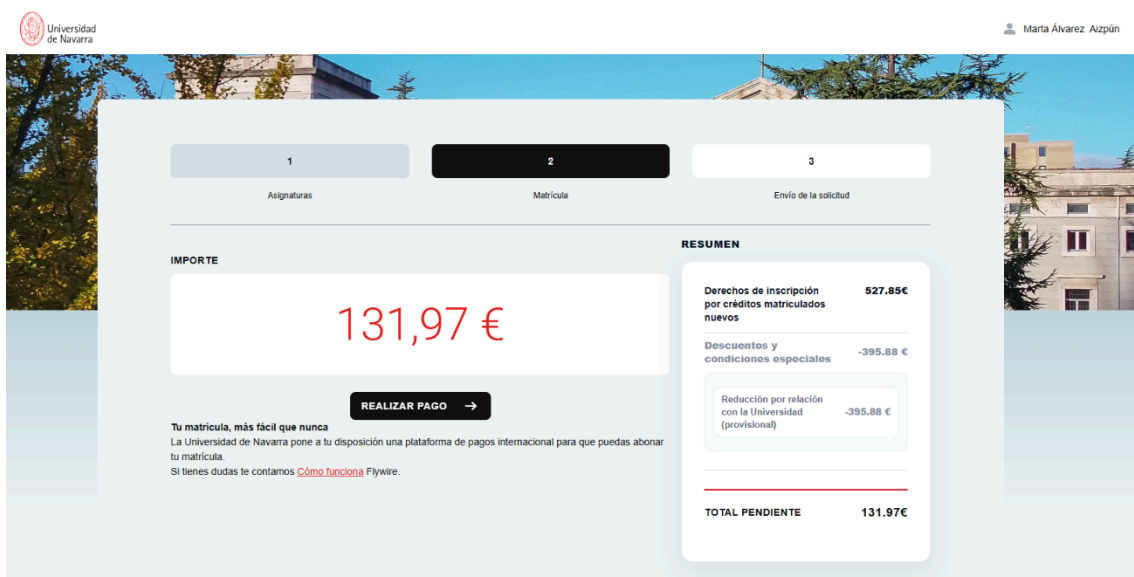 Universidad
de Navarra
Marta Álvarez Aizpún
1
2
3
Asignaturas
Matrícula
Envío de la solicitud
IMPORTE
131,97 €
REALIZAR PAGO →
Tu matrícula, más fácil que nunca
La Universidad de Navarra pone a tu disposición una plataforma de pagos internacional para que puedas abonar
tu matrícula.
Si tienes dudas te contamos Cómo funciona Flywire.
RESUMEN
Derechos de inscripción 527.85€
por créditos matriculados
nuevos
Descuentos y
condiciones especiales -395.88 €
Reducción por relación
con la Universidad -395.88 €
(provisional)
TOTAL PENDIENTE 131.97€